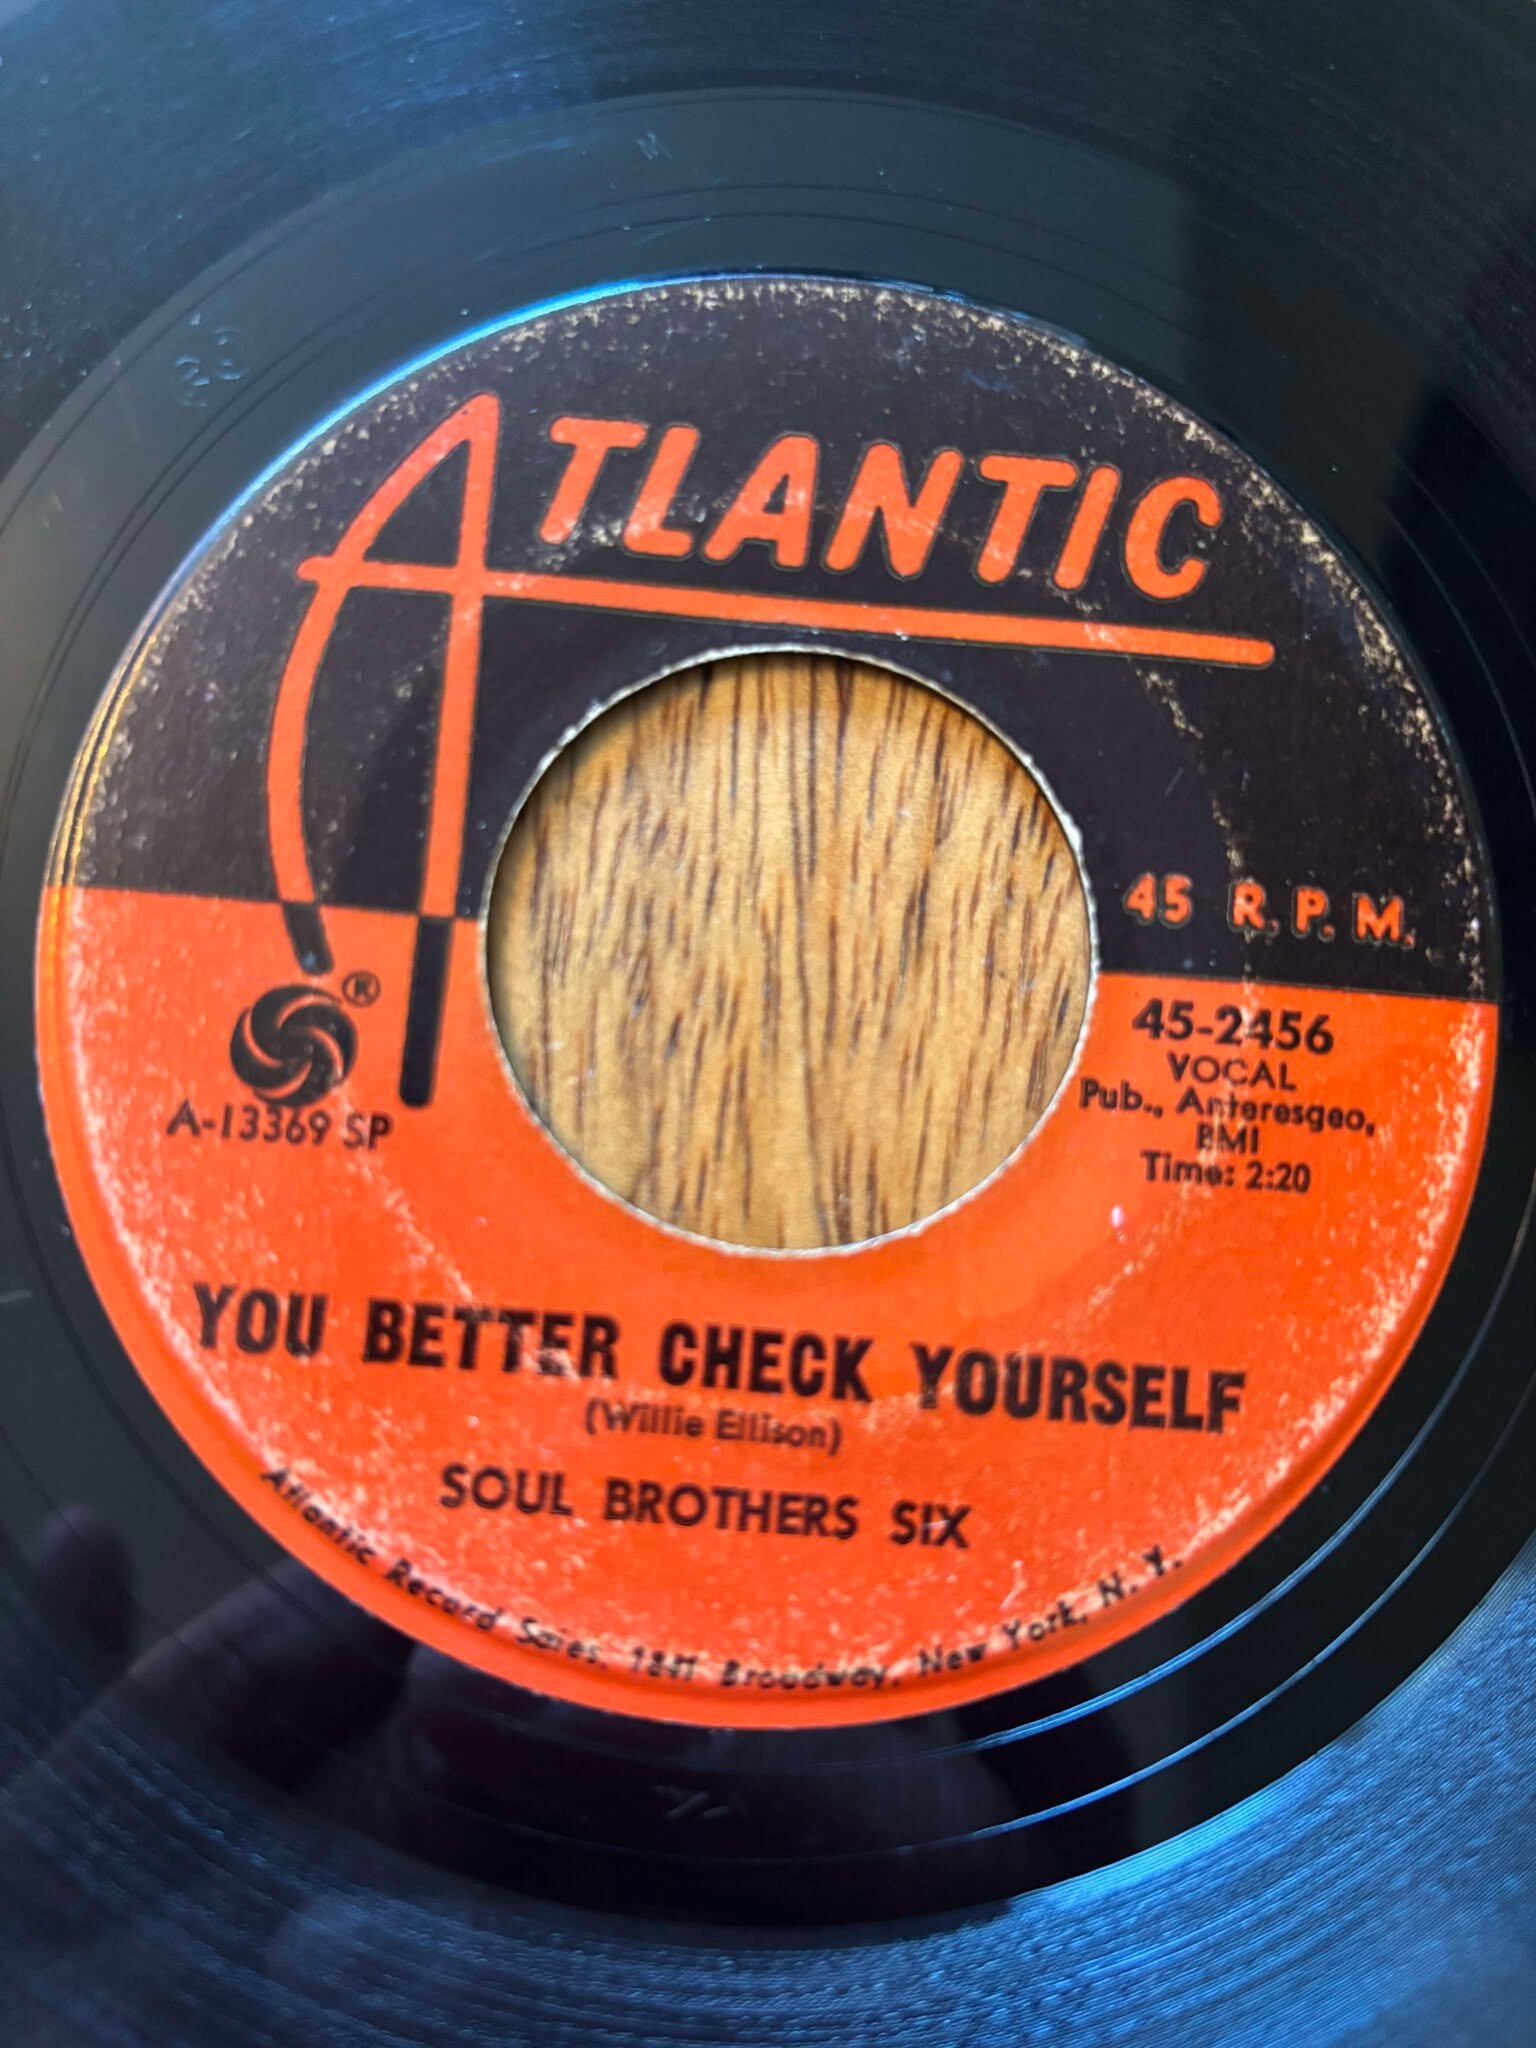 ATLANTIC
45 R.P.M.
®
45-2456
VOCAL
Pub., Anteresgeo,
BMI
Time: 2:20
A-13369 SP
YOU BETTER CHECK YOURSELF
(Willie Ellison)
SOUL BROTHERS SIX
Atlantic Record Sales, 1841 Broadway, New York, N. Y.